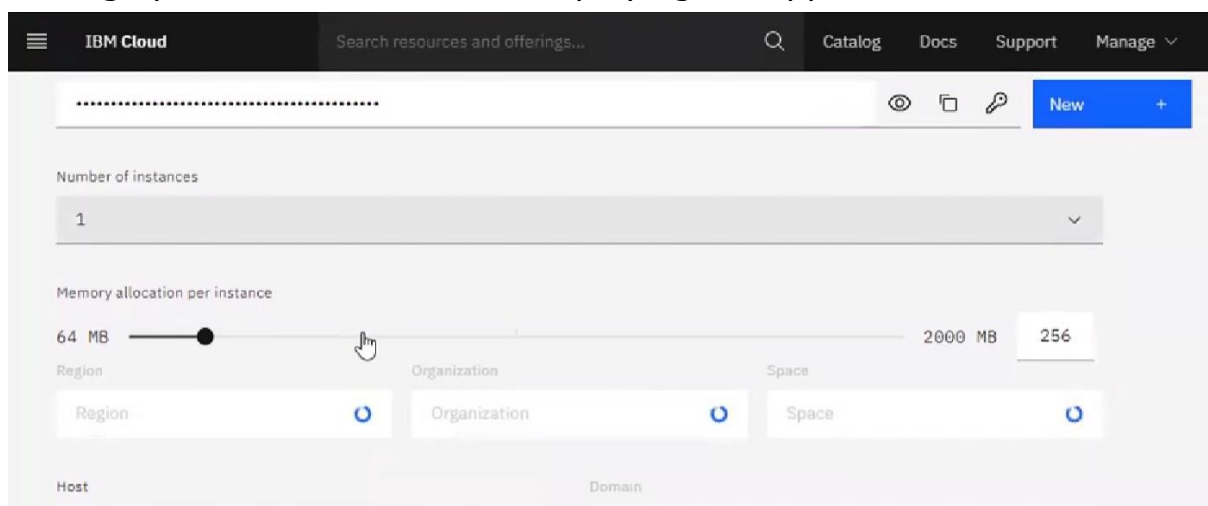 IBM Cloud Search resources and offerings... Catalog Docs Support Manage
•••••••••••••••••••••••••••••••••••••••••••• New +
Number of instances
1
Memory allocation per instance
64 MB 2000 MB 256
Region Organization Space
Region Organization Space
Host Domain